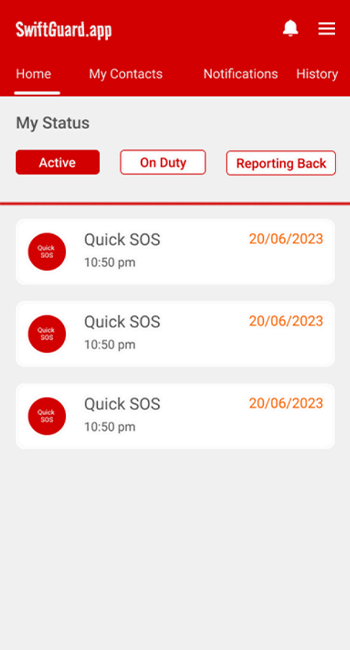 SwiftGuard.app
Home My Contacts Notifications History
My Status
Active On Duty Reporting Back
Quick SOS
Quick SOS 20/06/2023
10:50 pm
Quick SOS
Quick SOS 20/06/2023
10:50 pm
Quick SOS
Quick SOS 20/06/2023
10:50 pm